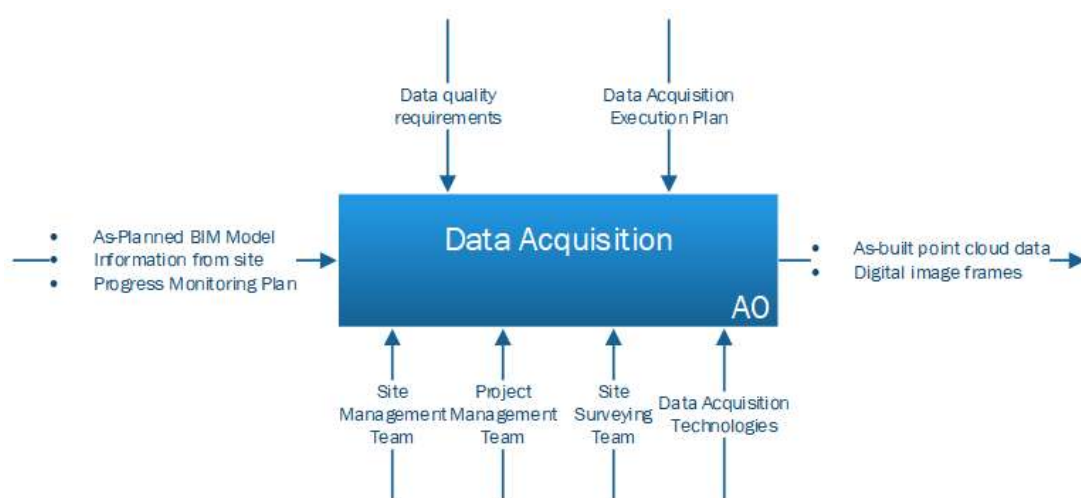 Data quality
requirements
Data Acquisition
Execution Plan
• As-Planned BIM Model
• Information from site
• Progress Monitoring Plan
Data Acquisition
A0
• As-built point cloud data
• Digital image frames
Site
Management
Team
Project
Management
Team
Site
Surveying
Team
Data Acquisition
Technologies